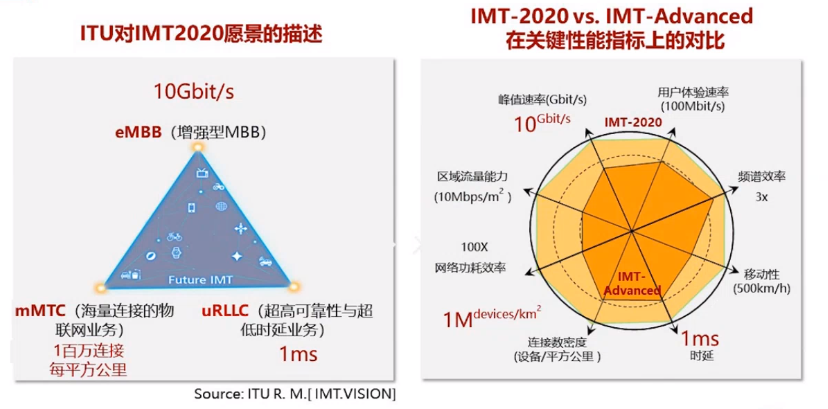 ITU对IMT2020愿景的描述
10Gbit/s
eMBB（增强型MBB）
Future IMT
mMTC（海量连接的物
联网业务）
1百万连接
每平方公里
uRLLC（超高可靠性与超
低时延业务）
1ms
IMT-2020 vs. IMT-Advanced
在关键性能指标上的对比
峰值速率(Gbit/s)
10Gbit/s
用户体验速率
(100Mbit/s)
IMT-2020
区域流量能力
(10Mbps/m²)
频谱效率
3x
100X
网络功耗效率
IMT-
Advanced
移动性
(500km/h)
1Mdevices/km²
连接数密度
(设备/平方公里)
1ms
时延
Source: ITU R. M.[ IMT.VISION]